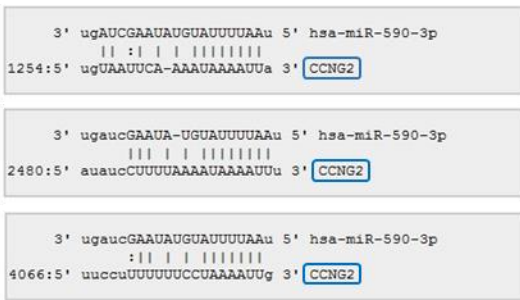 3' ugAUCGAAUAUGUAUUUUAAu 5' hsa-miR-590-3p
|| :| | | ||||||||
1254:5' ugUAAUUCA-AAAUAAAAUUa 3' CCNG2
3' ugaucGAAUA-UGUAUUUUAAu 5' hsa-miR-590-3p
||| | | ||||||||
2480:5' auaucCUUUUAAAAUAAAAUUu 3' CCNG2
3' ugaucGAAUAUGUAUUUUAAu 5' hsa-miR-590-3p
:|| | | |||||||
4066:5' uuccuUUUUUUCCUAAAAUUg 3' CCNG2